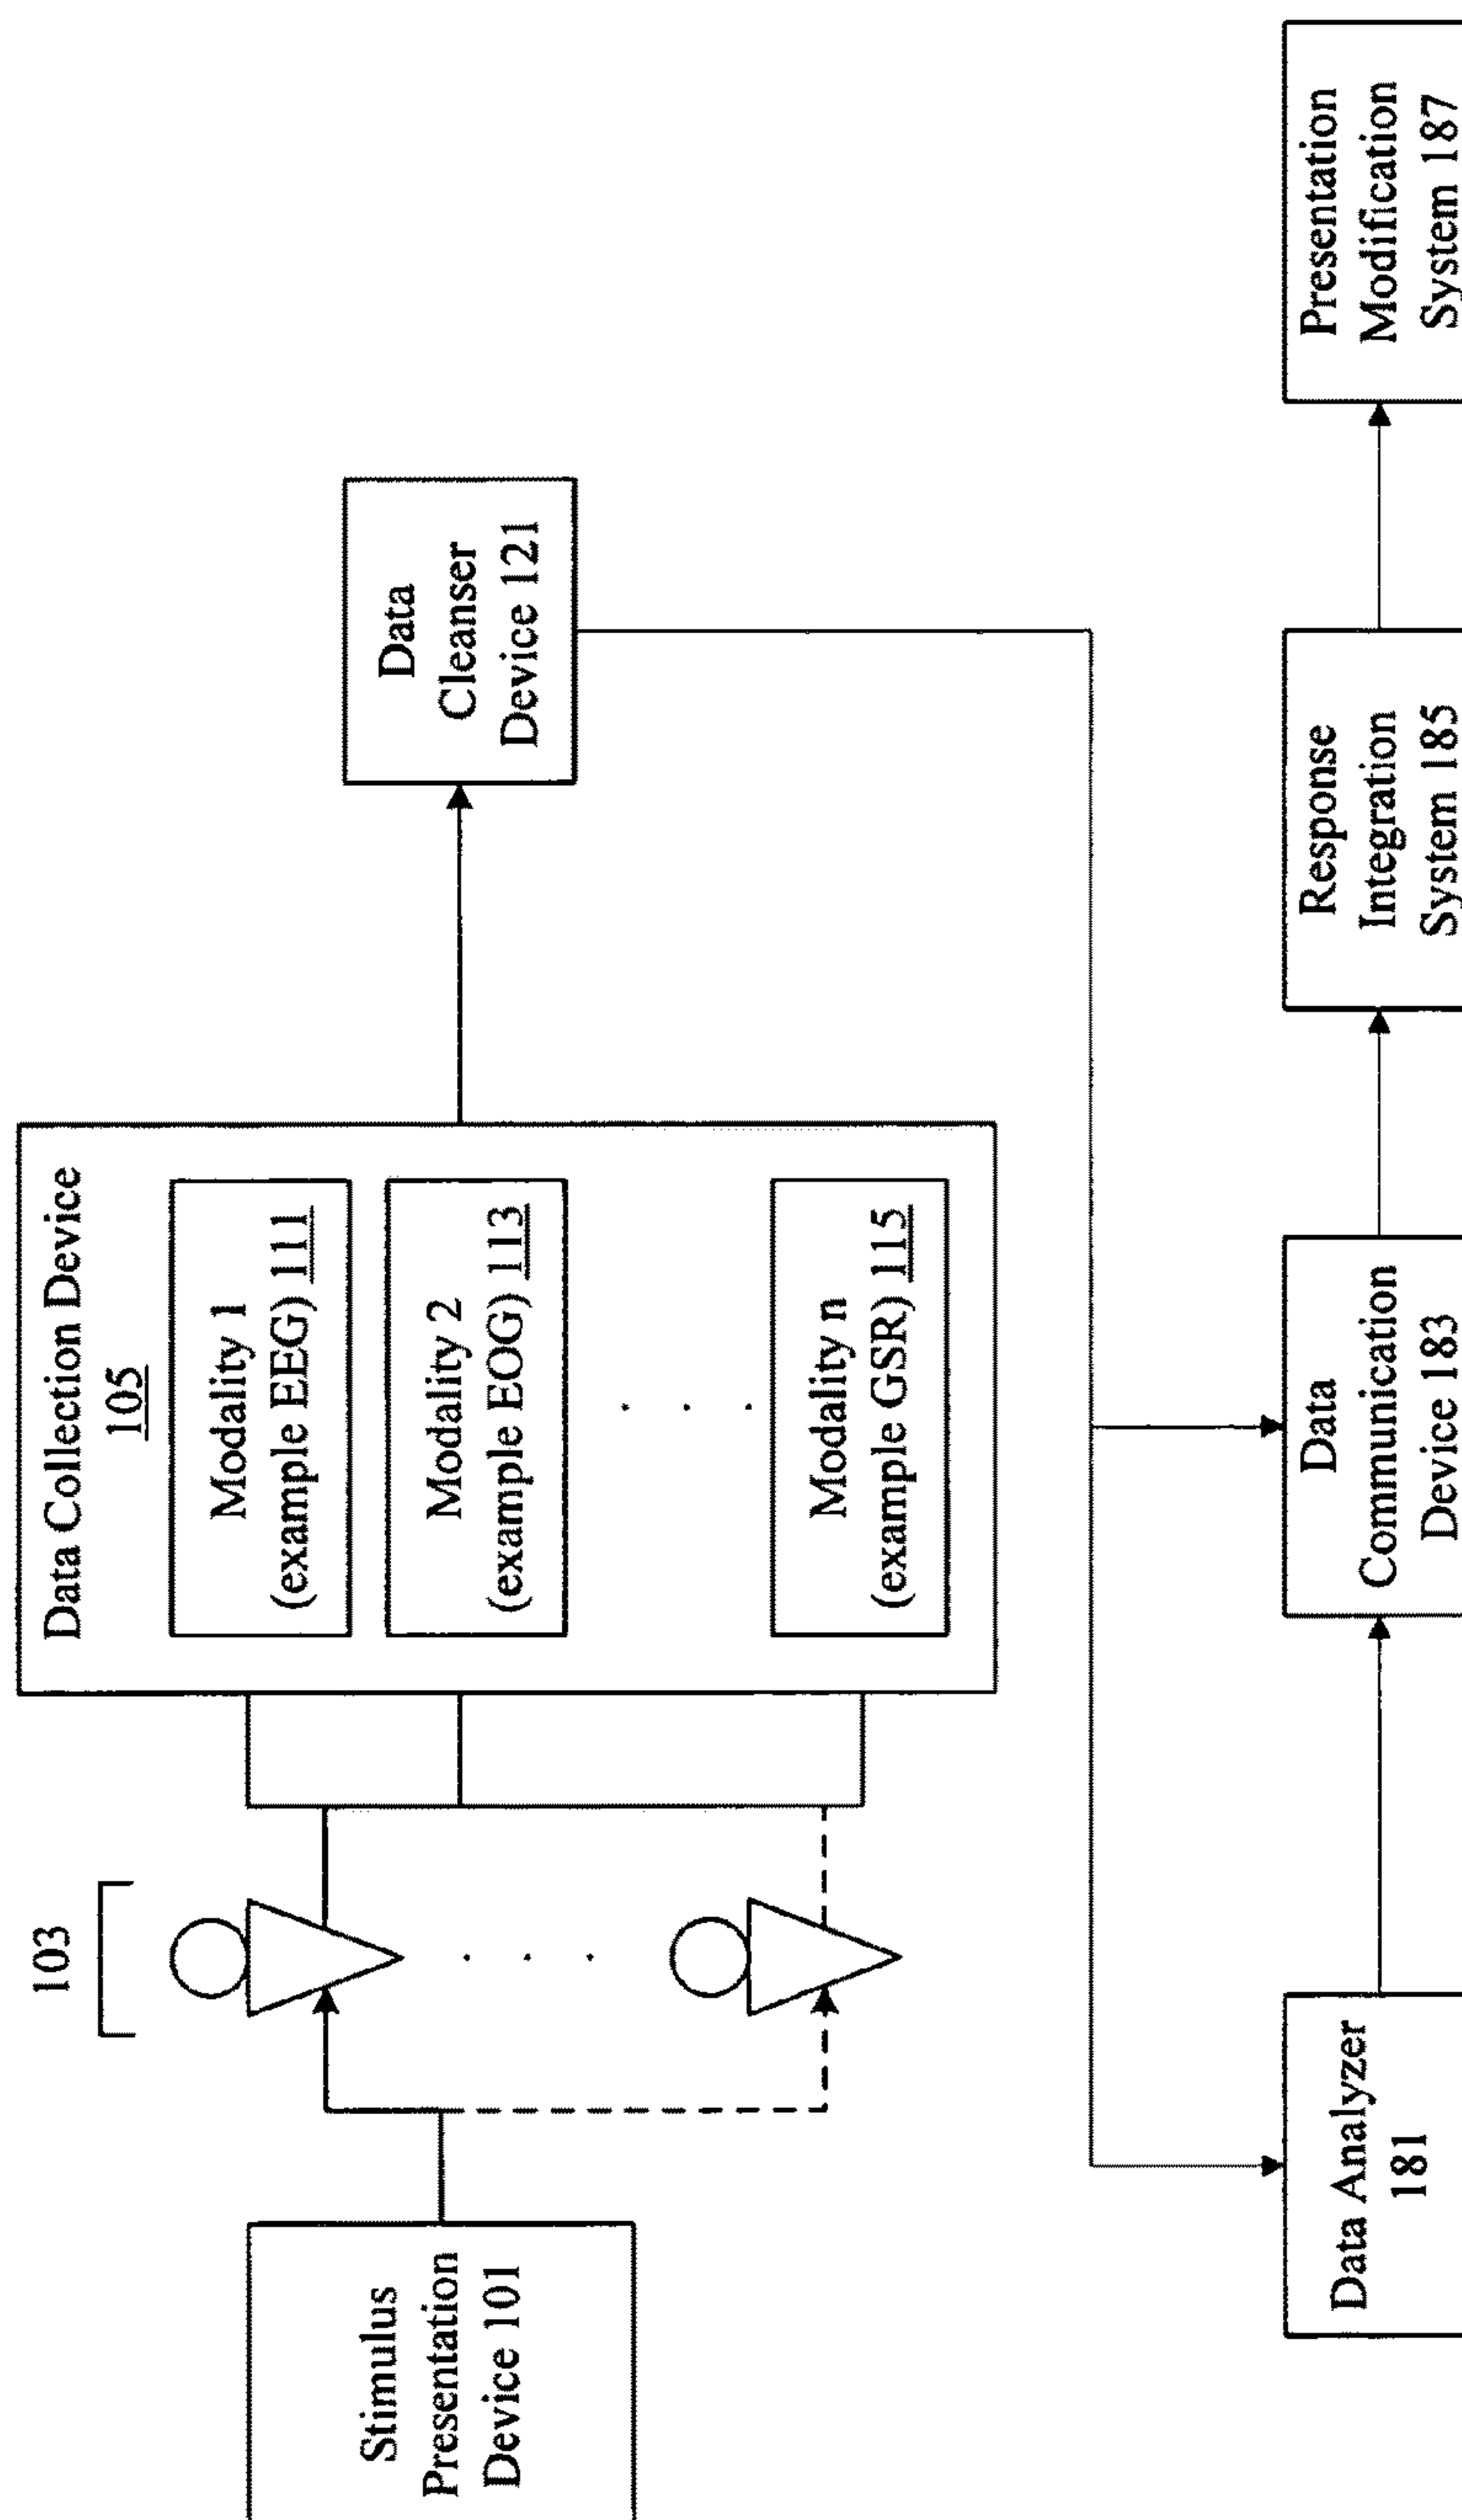 103
Stimulus
Presentation
Device 101
Data Collection Device
105
Modality 1
(example EEG) 111
Modality 2
(example EOG) 113
Modality n
(example GSR) 115
Data
Cleanser
Device 121
Data Analyzer
181
Data
Communication
Device 183
Response
Integration
System 185
Presentation
Modification
System 187